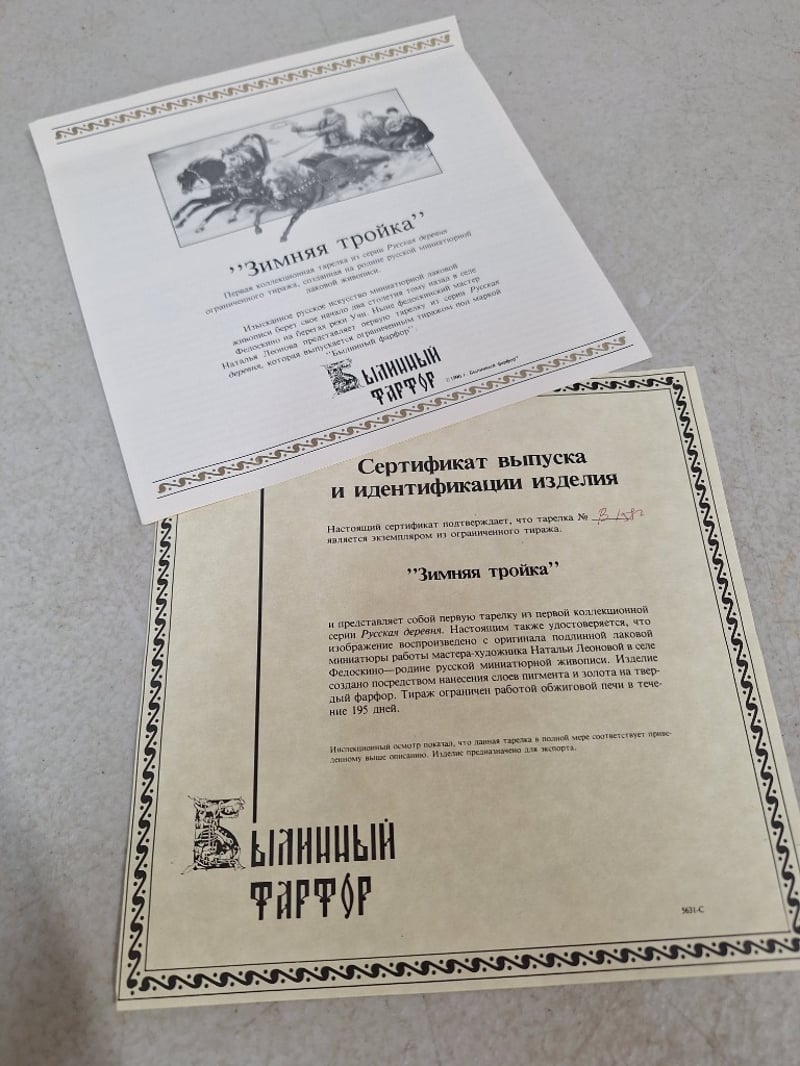 "Зимняя тройка"
Первая коллекционная тарелка из серии Русская деревня
ограниченного тиража, созданная на родине русской миниатюрной
лаковой живописи.
Изысканное русское искусство миниатюрной лаковой
живописи берет свое начало два столетия тому назад в селе
Федоскино на берегах реки Учи. Ныне федоскинский мастер
Наталья Леонова представляет первую тарелку из серии Русская
деревня, которая выпускается ограниченным тиражом под маркой
"Былинный фарфор".
Былинный
фарфор
Былинный Фарфор"
Сертификат выпуска
и идентификации изделия
Настоящий сертификат подтверждает, что тарелка №
является экземпляром из ограниченного тиража.
"Зимняя тройка"
и представляет собой первую тарелку из первой коллекционной
серии Русская деревня. Настоящим также удостоверяется, что
изображение воспроизведено с оригинала подлинной лаковой
миниатюры работы мастера-художника Натальи Леоновой в селе
Федоскино—родине русской миниатюрной живописи. Изделие
создано посредством нанесения слоев пигмента и золота на твер-
дый фарфор. Тираж ограничен работой обжиговой печи в тече-
ние 195 дней.
Инспекционный осмотр показал, что данная тарелка в полной мере соответствует приве-
денному выше описанию. Изделие предназначено для экспорта.
Былинный
фарфор
5631-С